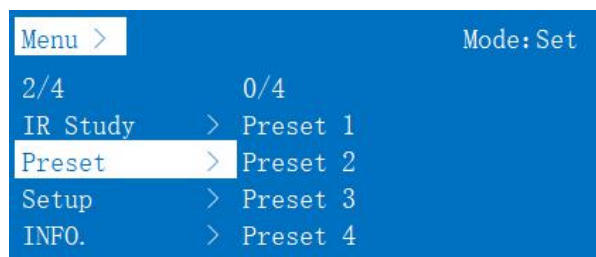 Menu > Mode:Set
2/4 0/4
IR Study > Preset 1
Preset > Preset 2
Setup > Preset 3
INFO. > Preset 4